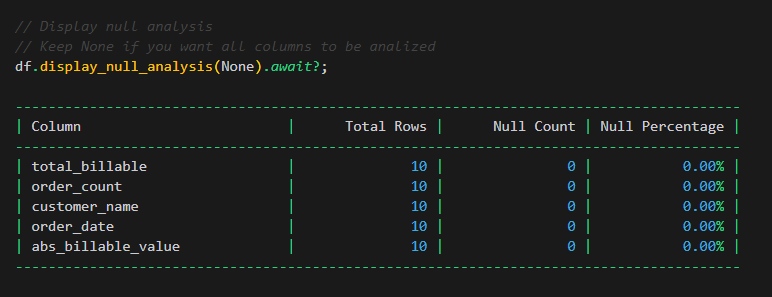 // Display null analysis
// Keep None if you want all columns to be analized
df.display_null_analysis(None).await?;
--------------------------------------------------------------------------------------------
| Column | Total Rows | Null Count | Null Percentage |
--------------------------------------------------------------------------------------------
| total_billable | 10 | 0 | 0.00% |
| order_count | 10 | 0 | 0.00% |
| customer_name | 10 | 0 | 0.00% |
| order_date | 10 | 0 | 0.00% |
| abs_billable_value | 10 | 0 | 0.00% |
--------------------------------------------------------------------------------------------